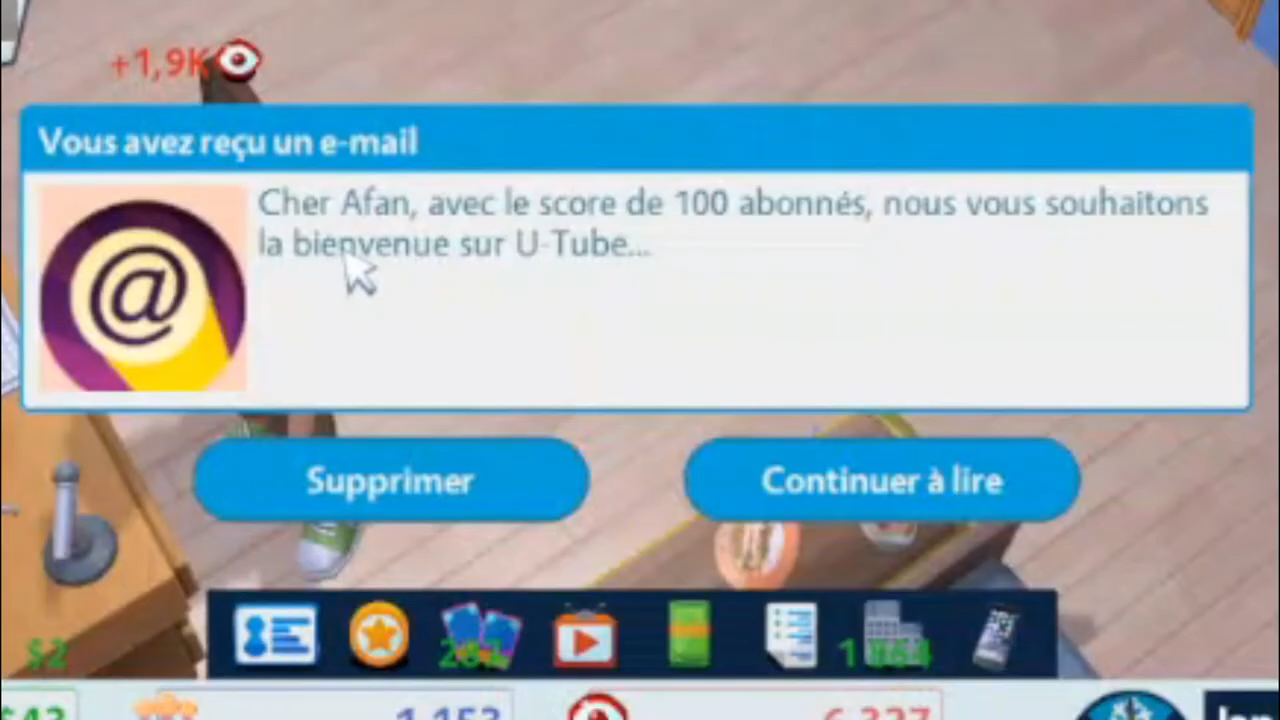 +1,9K
Vous avez reçu un e-mail
Cher Afan, avec le score de 100 abonnés, nous vous souhaitons
la bienvenue sur U-Tube...
@
Supprimer
Continuer à lire
$2